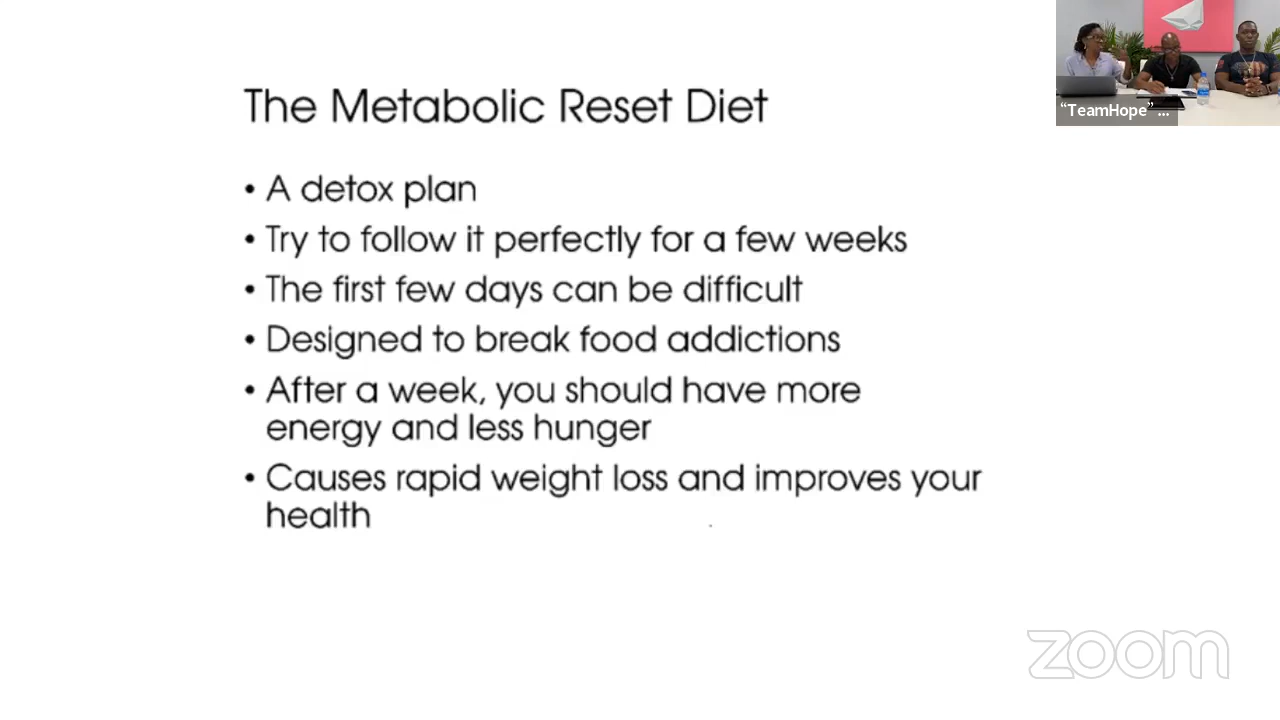 The Metabolic Reset Diet
• A detox plan
• Try to follow it perfectly for a few weeks
• The first few days can be difficult
• Designed to break food addictions
• After a week, you should have more
energy and less hunger
• Causes rapid weight loss and improves your
health
“TeamHope” ...
zoom